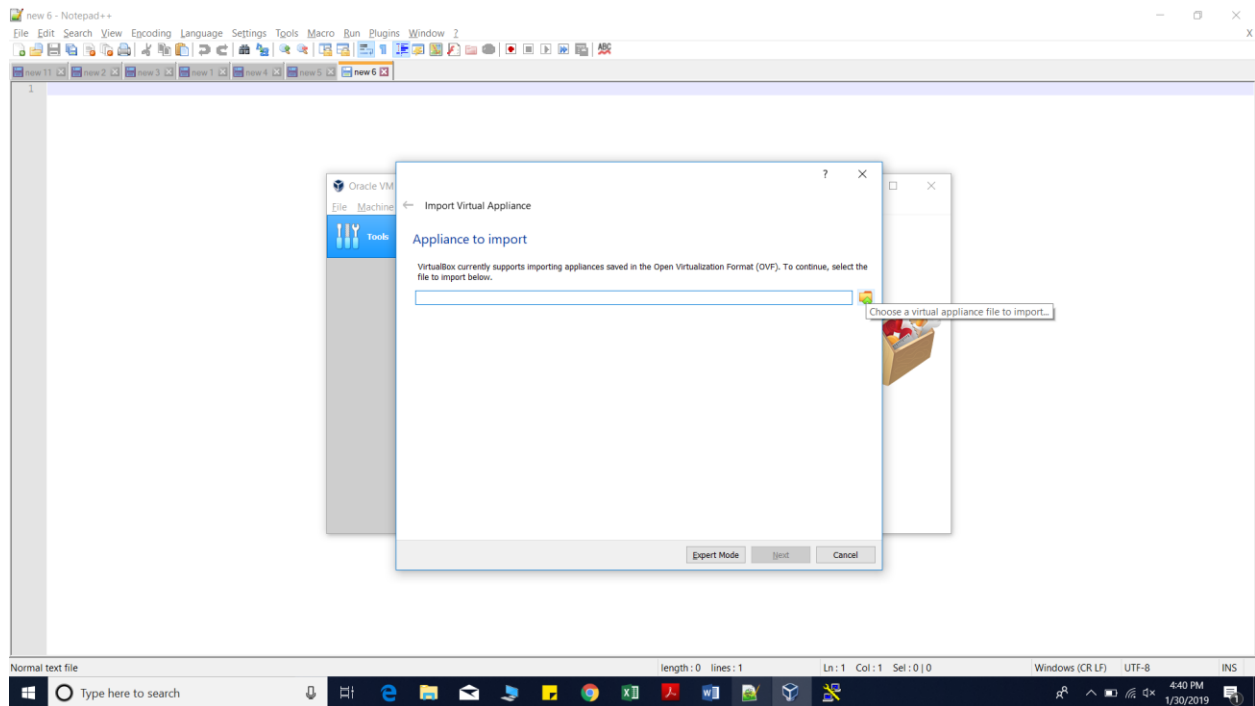 new 6 - Notepad++
File Edit Search View Encoding Language Settings Tools Macro Run Plugins Window ?
X
ABC
new 11 new 2 new 3 new 1 new 4 new 5 new 6
1
?
Oracle VM
File Machine
Import Virtual Appliance
Tools
Appliance to import
VirtualBox currently supports importing appliances saved in the Open Virtualization Format (OVF). To continue, select the
file to import below.
Choose a virtual appliance file to import...
Expert Mode Next Cancel
Normal text file length : 0 lines : 1 Ln : 1 Col : 1 Sel : 0 | 0 Windows (CR LF) UTF-8 INS
Type here to search
4:40 PM
1/30/2019